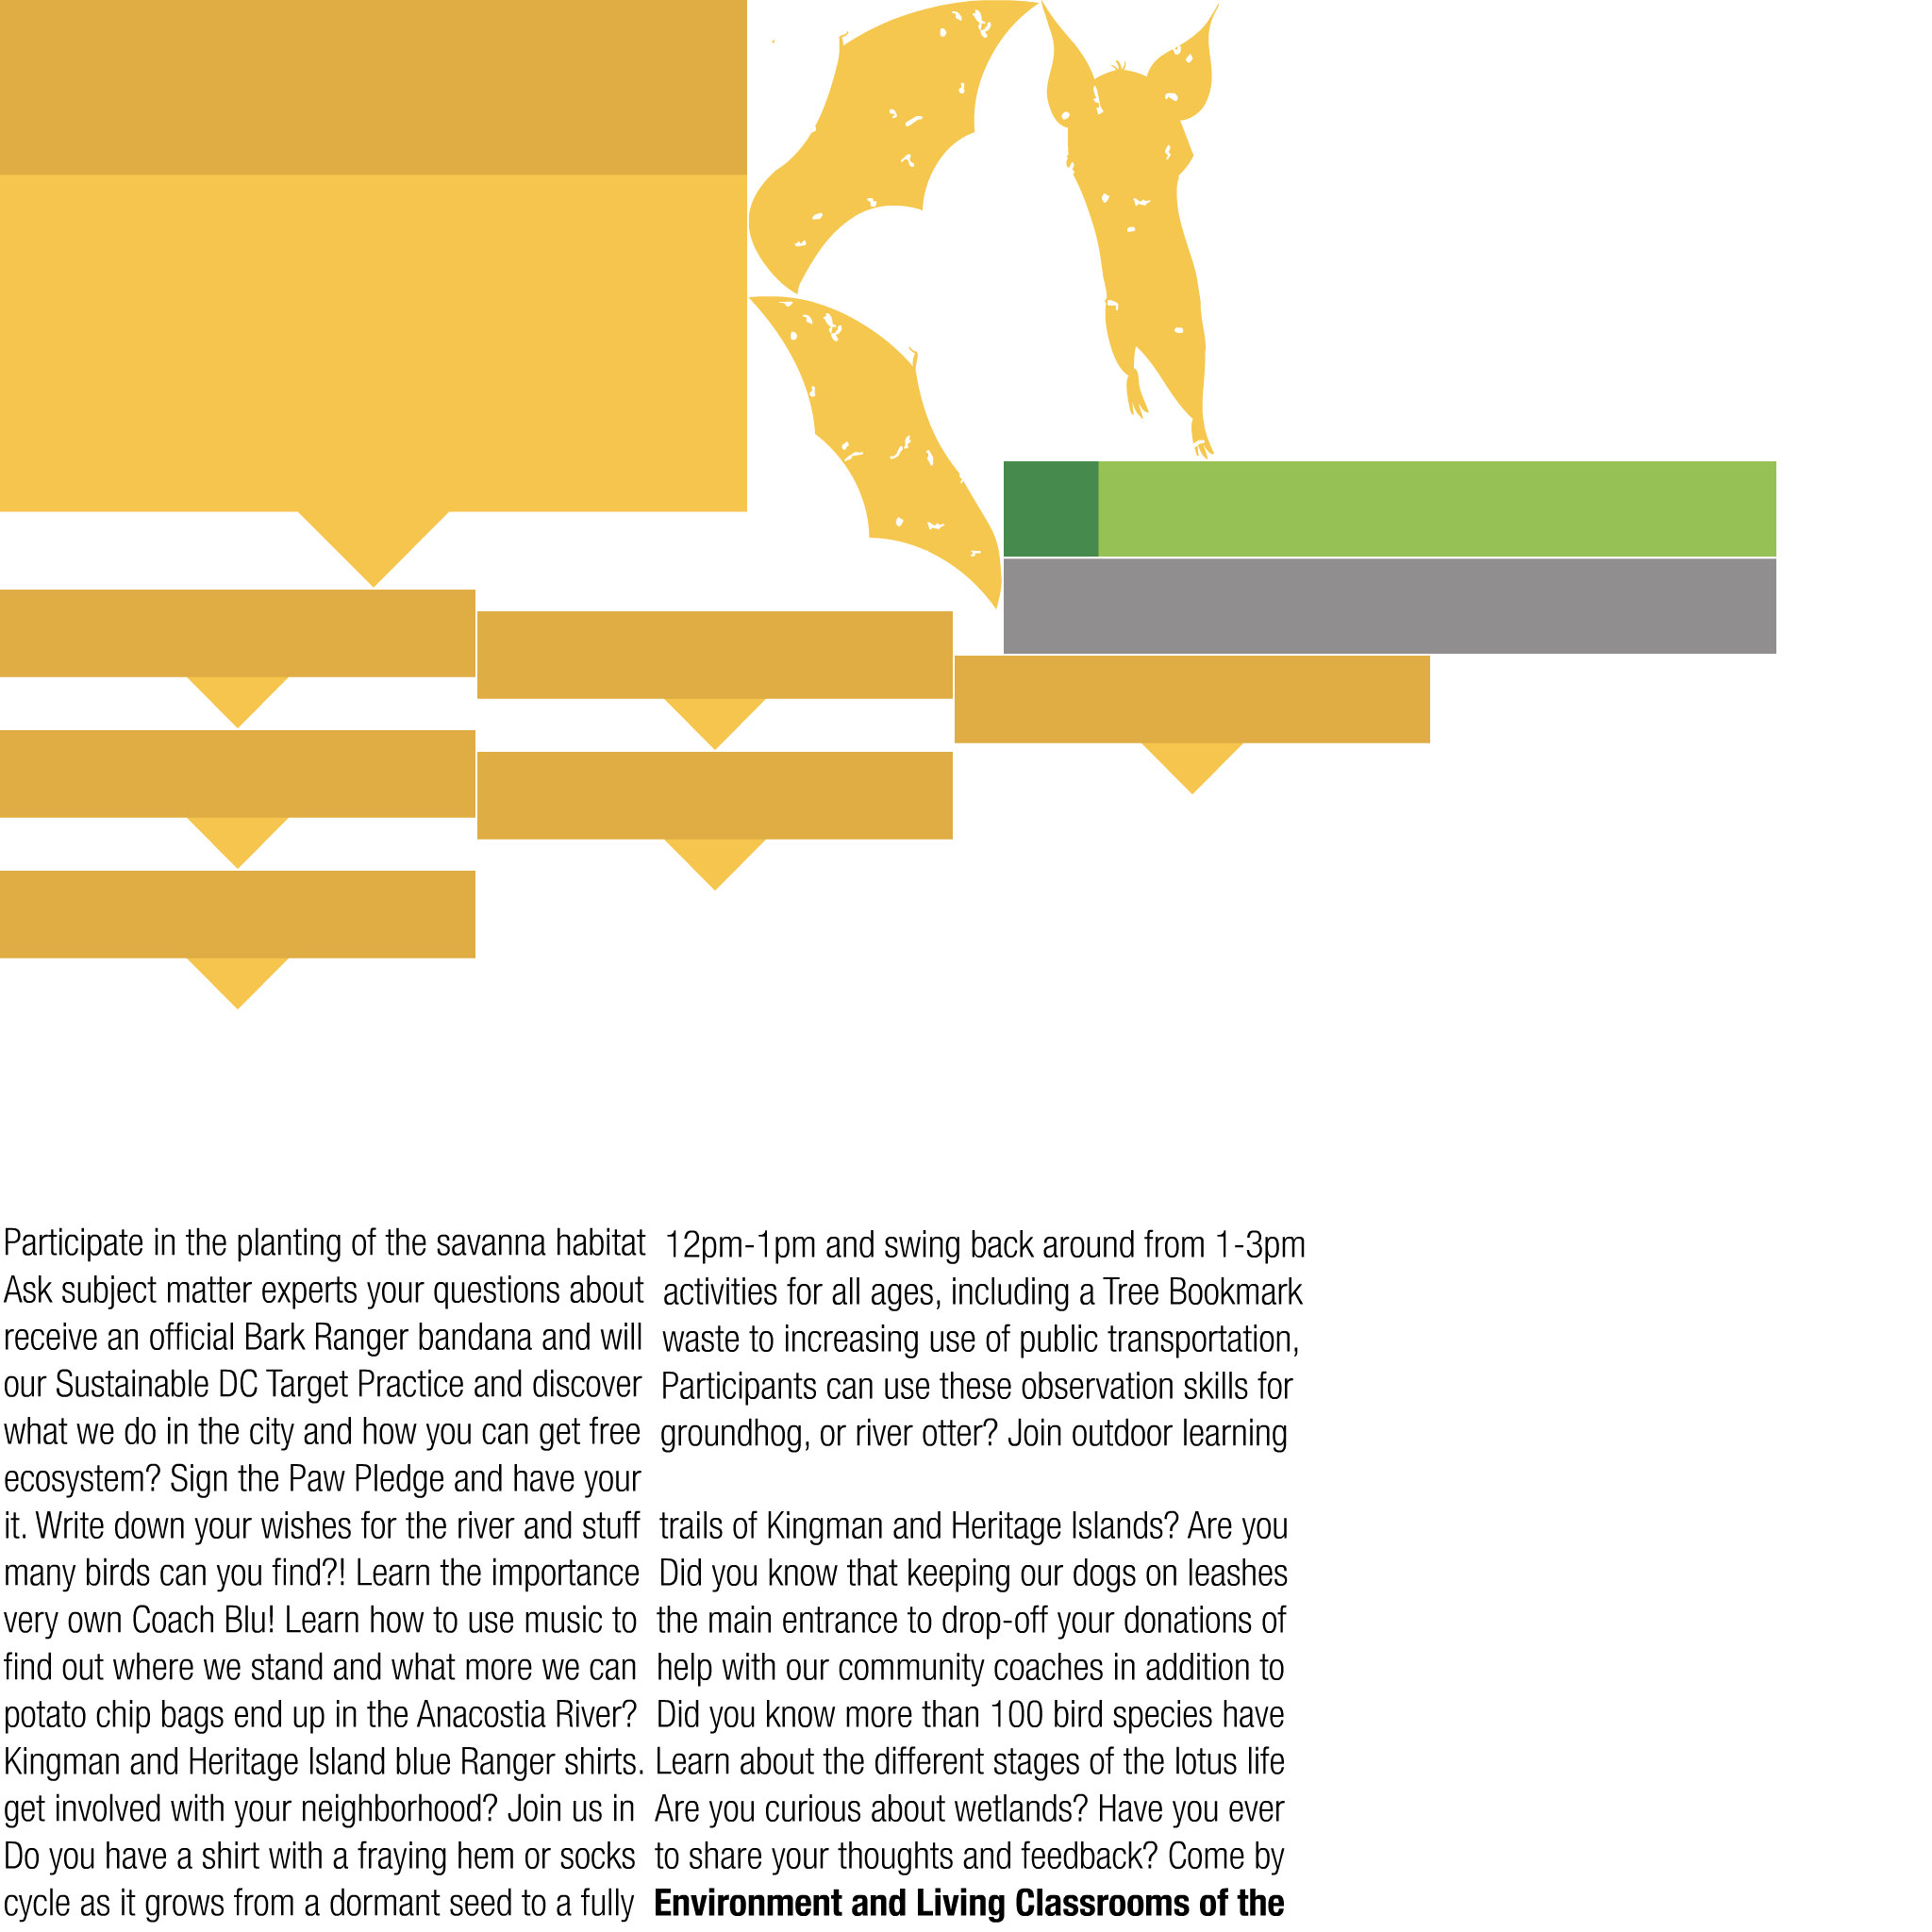 Participate in the planting of the savanna habitat
Ask subject matter experts your questions about
receive an official Bark Ranger bandana and will
our Sustainable DC Target Practice and discover
what we do in the city and how you can get free
ecosystem? Sign the Paw Pledge and have your
it. Write down your wishes for the river and stuff
many birds can you find?! Learn the importance
very own Coach Blu! Learn how to use music to
find out where we stand and what more we can
potato chip bags end up in the Anacostia River?
Kingman and Heritage Island blue Ranger shirts.
get involved with your neighborhood? Join us in
Do you have a shirt with a fraying hem or socks
cycle as it grows from a dormant seed to a fully
12pm-1pm and swing back around from 1-3pm
activities for all ages, including a Tree Bookmark
waste to increasing use of public transportation,
Participants can use these observation skills for
groundhog, or river otter? Join outdoor learning
trails of Kingman and Heritage Islands? Are you
Did you know that keeping our dogs on leashes
the main entrance to drop-off your donations of
help with our community coaches in addition to
Did you know more than 100 bird species have
Learn about the different stages of the lotus life
Are you curious about wetlands? Have you ever
to share your thoughts and feedback? Come by
Environment and Living Classrooms of the